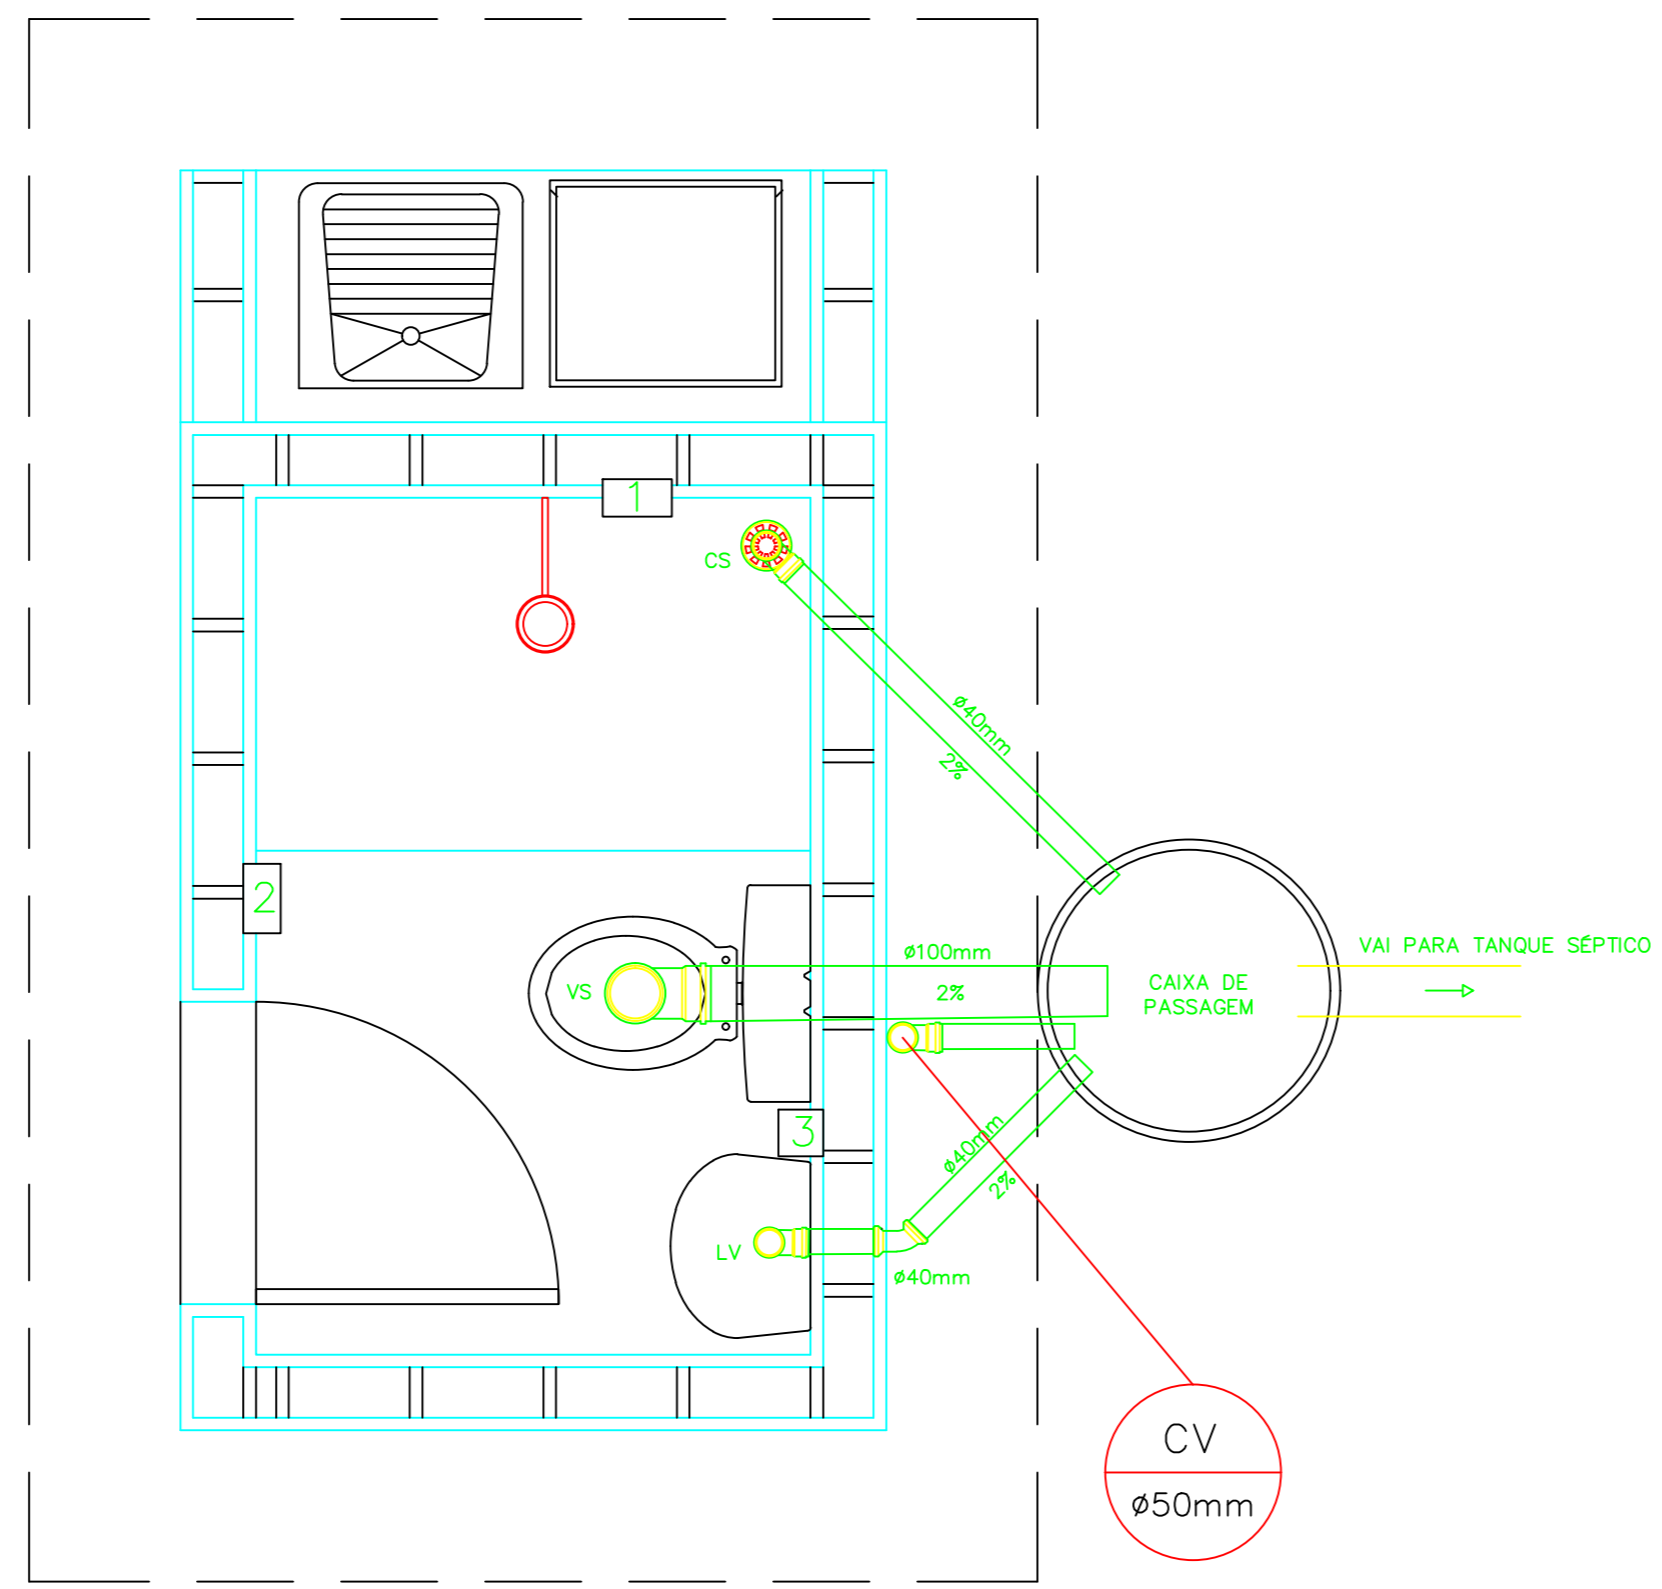 1
CS
ø40mm
2%
2
VS
ø100mm
2%
CAIXA DE
PASSAGEM
VAI PARA TANQUE SÉPTICO
3
ø40mm
2%
LV
ø40mm
CV
ø50mm